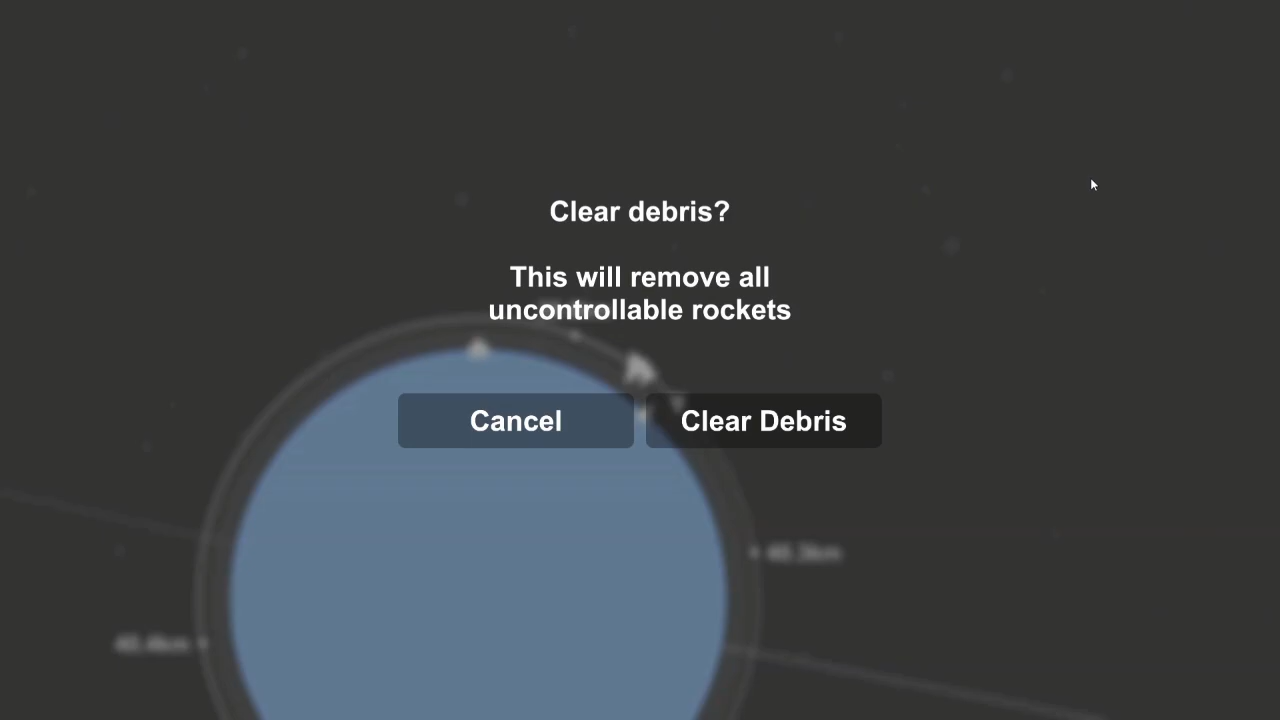 Clear debris?
This will remove all
uncontrollable rockets
Cancel
Clear Debris